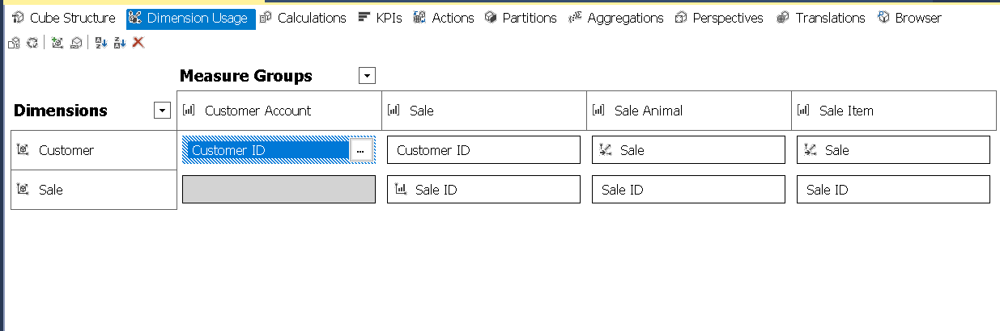 Cube Structure Dimension Usage Calculations KPIs Actions Partitions Aggregations Perspectives Translations Browser
Measure Groups
Dimensions Customer Account Sale Sale Animal Sale Item
Customer Customer ID ... Customer ID Sale Sale
Sale Sale ID Sale ID Sale ID